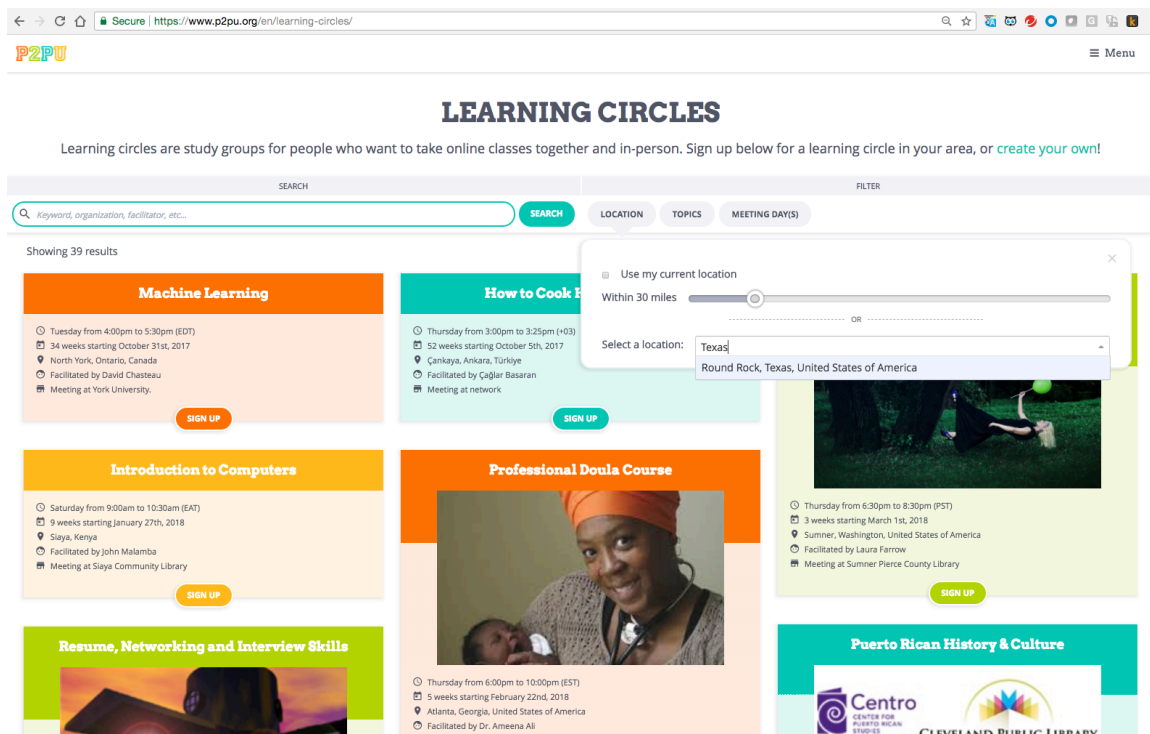 Secure | https://www.p2pu.org/en/learning-circles/
P2PU
Menu
LEARNING CIRCLES
Learning circles are study groups for people who want to take online classes together and in-person. Sign up below for a learning circle in your area, or create your own!
SEARCH
FILTER
Keyword, organization, facilitator, etc...
SEARCH
LOCATION
TOPICS
MEETING DAY(S)
Showing 39 results
Use my current location
Within 30 miles
OR
Select a location:
Texas
Round Rock, Texas, United States of America
Machine Learning
Tuesday from 4:00pm to 5:30pm (EDT)
34 weeks starting October 31st, 2017
North York, Ontario, Canada
Facilitated by David Chasteau
Meeting at York University.
SIGN UP
How to Cook
Thursday from 3:00pm to 3:25pm (+03)
52 weeks starting October 5th, 2017
Çankaya, Ankara, Türkiye
Facilitated by Çağlar Basaran
Meeting at network
SIGN UP
Thursday from 6:30pm to 8:30pm (PST)
3 weeks starting March 1st, 2018
Sumner, Washington, United States of America
Facilitated by Laura Farrow
Meeting at Sumner Pierce County Library
SIGN UP
Introduction to Computers
Saturday from 9:00am to 10:30am (EAT)
9 weeks starting January 27th, 2018
Siaya, Kenya
Facilitated by John Malamba
Meeting at Siaya Community Library
SIGN UP
Professional Doula Course
Thursday from 6:00pm to 10:00pm (EST)
5 weeks starting February 22nd, 2018
Atlanta, Georgia, United States of America
Facilitated by Dr. Ameena Ali
Resume, Networking and Interview Skills
Puerto Rican History & Culture
Centro
CENTER FOR
PUERTO RICAN
STUDIES
CLEVELAND PUBLIC LIBRARY